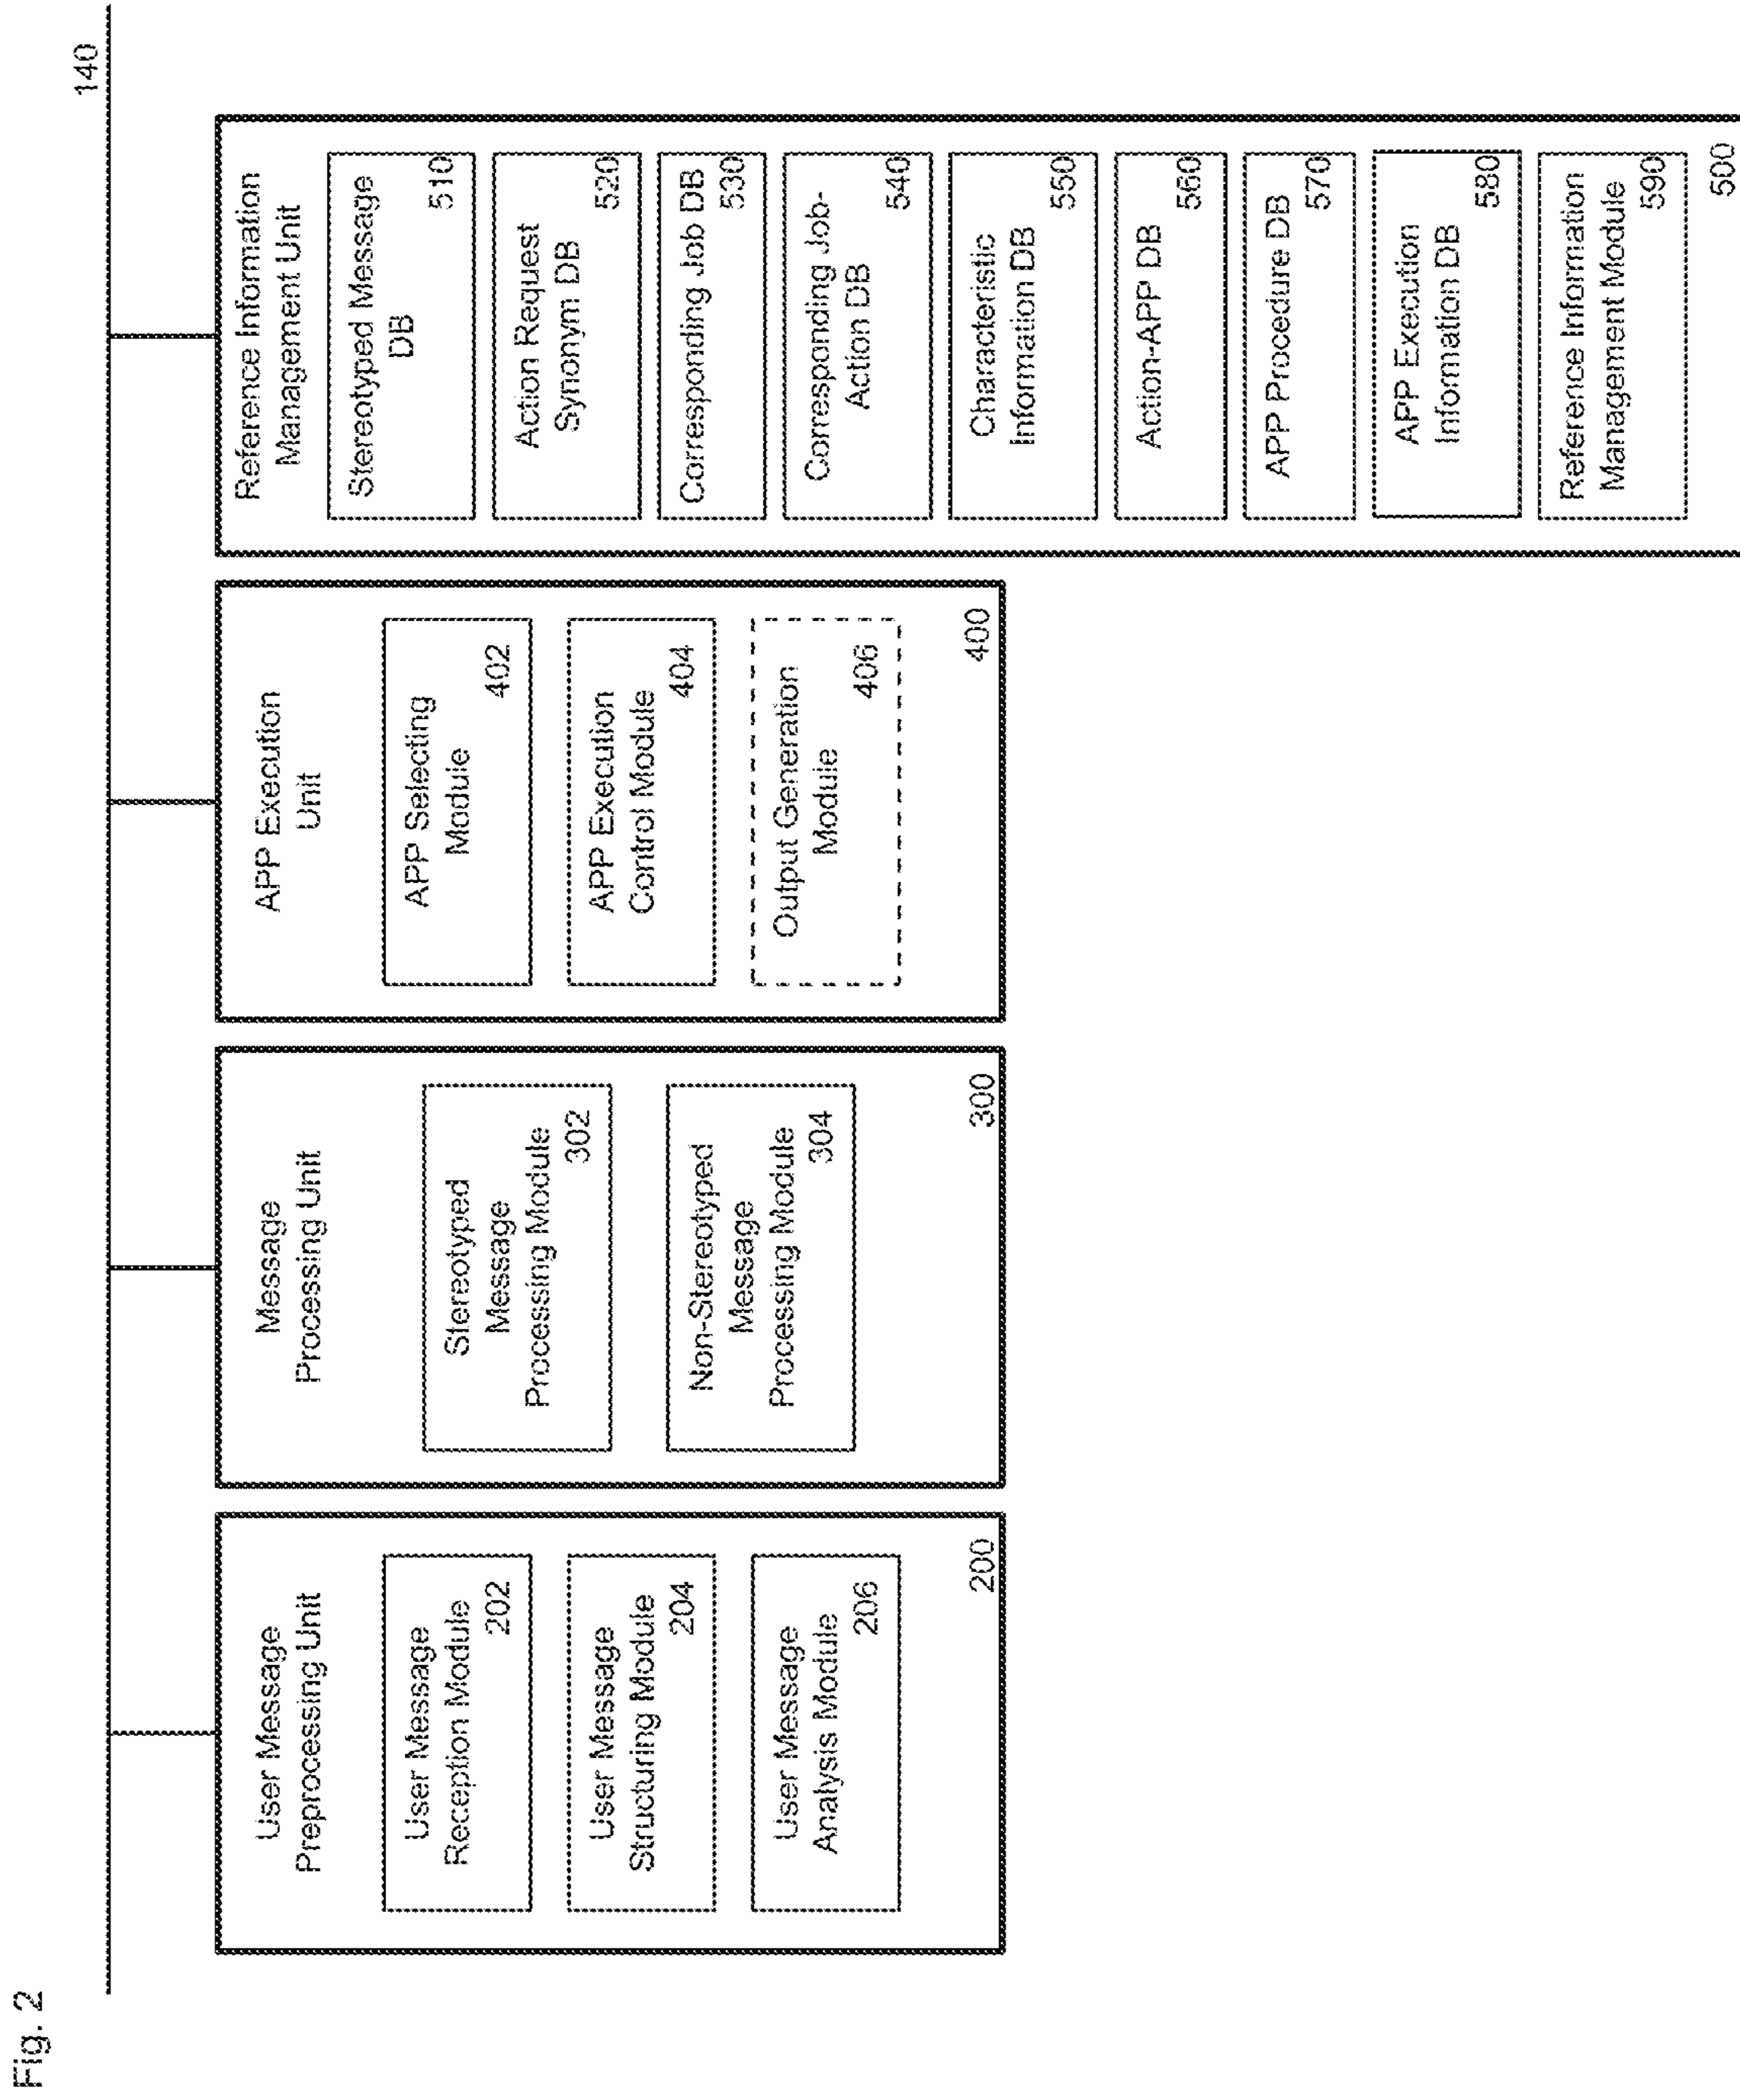 Fig. 2
140
User Message
Preprocessing Unit
User Message
Reception Module
202
User Message
Structuring Module
204
User Message
Analysis Module
206
200
Message
Processing Unit
Stereotyped
Message
Processing Module
302
Non-Stereotyped
Message
Processing Module
304
300
APP Execution
Unit
APP Selecting
Module
402
APP Execution
Control Module
404
Output Generation
Module
406
400
Reference Information
Management Unit
Stereotyped Message
DB
510
Action Request
Synonym DB
520
Corresponding Job DB
530
Corresponding Job-
Action DB
540
Characteristic
Information DB
550
Action-APP DB
560
APP Procedure DB
570
APP Execution
Information DB
580
Reference Information
Management Module
590
500